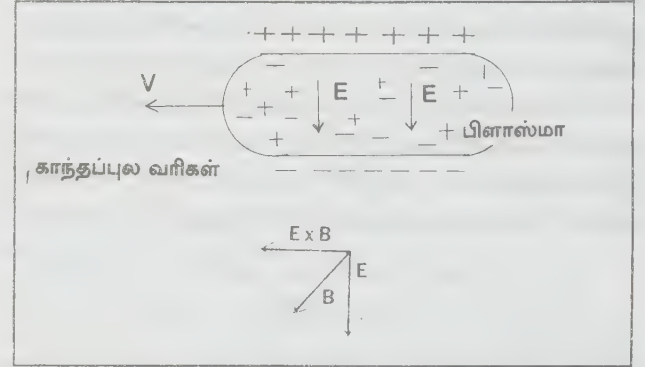 + + + + + + +
V
E
E
பிளாஸ்மா
காந்தப்புல வரிகள்
– – – – – – –
E x B
E
B